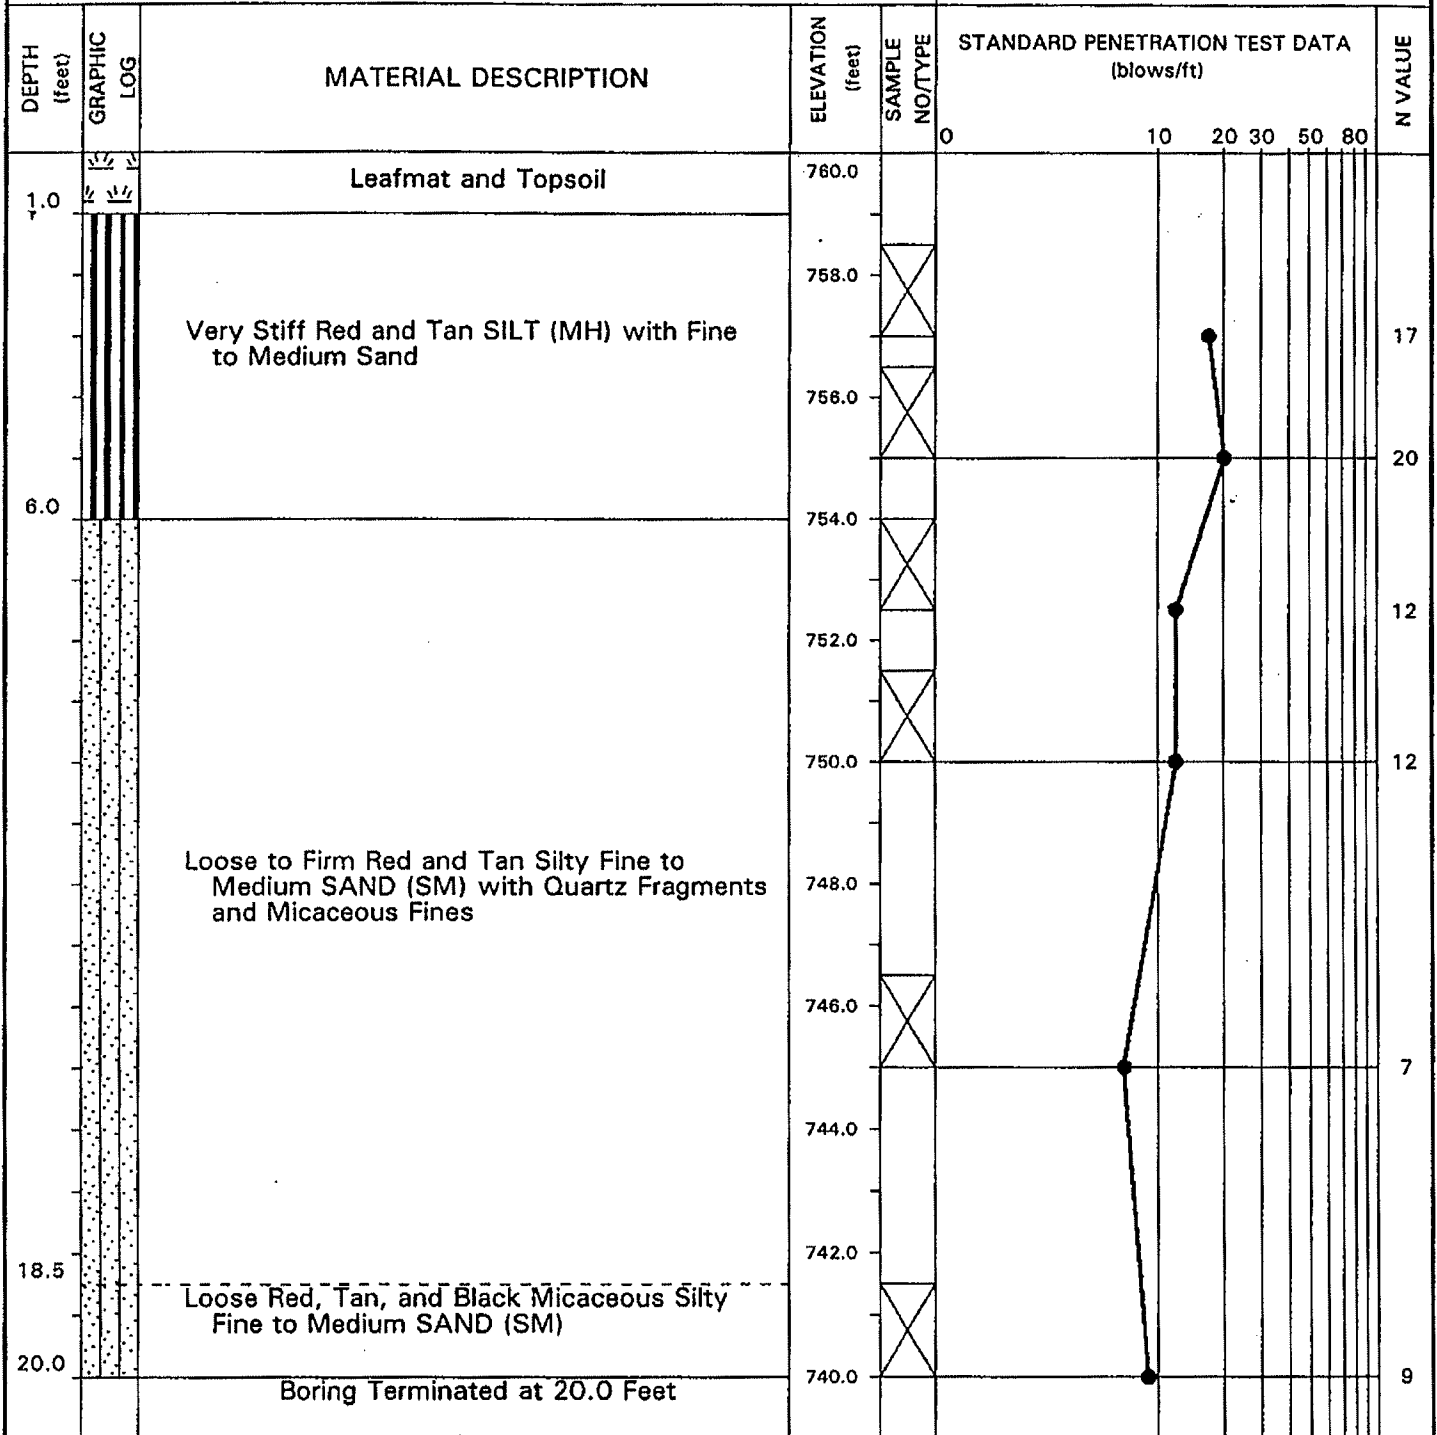 DEPTH
(feet)
GRAPHIC
LOG
MATERIAL DESCRIPTION
ELEVATION
(feet)
SAMPLE
NO/TYPE
STANDARD PENETRATION TEST DATA
(blows/ft)
0 10 20 30 50 80
N VALUE
Leafmat and Topsoil
760.0
1.0
758.0
Very Stiff Red and Tan SILT (MH) with Fine
to Medium Sand
17
756.0
20
6.0
754.0
12
752.0
750.0
12
Loose to Firm Red and Tan Silty Fine to
Medium SAND (SM) with Quartz Fragments
and Micaceous Fines
748.0
746.0
7
744.0
742.0
18.5
Loose Red, Tan, and Black Micaceous Silty
Fine to Medium SAND (SM)
20.0
740.0
9
Boring Terminated at 20.0 Feet